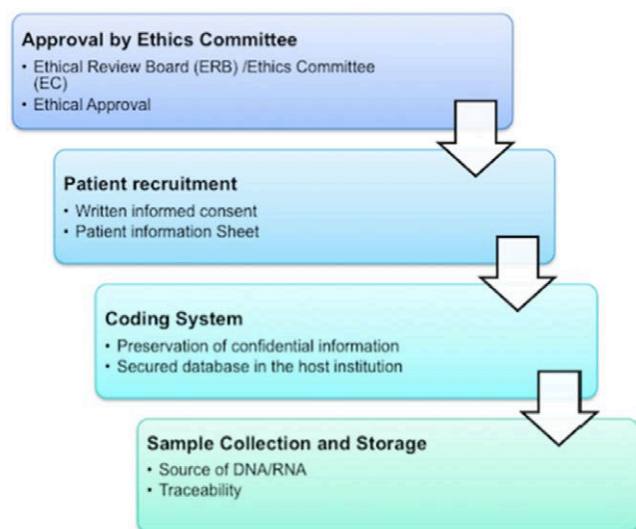 Approval by Ethics Committee
• Ethical Review Board (ERB) /Ethics Committee
(EC)
• Ethical Approval
Patient recruitment
• Written informed consent
• Patient information Sheet
Coding System
• Preservation of confidential information
• Secured database in the host institution
Sample Collection and Storage
• Source of DNA/RNA
• Traceability